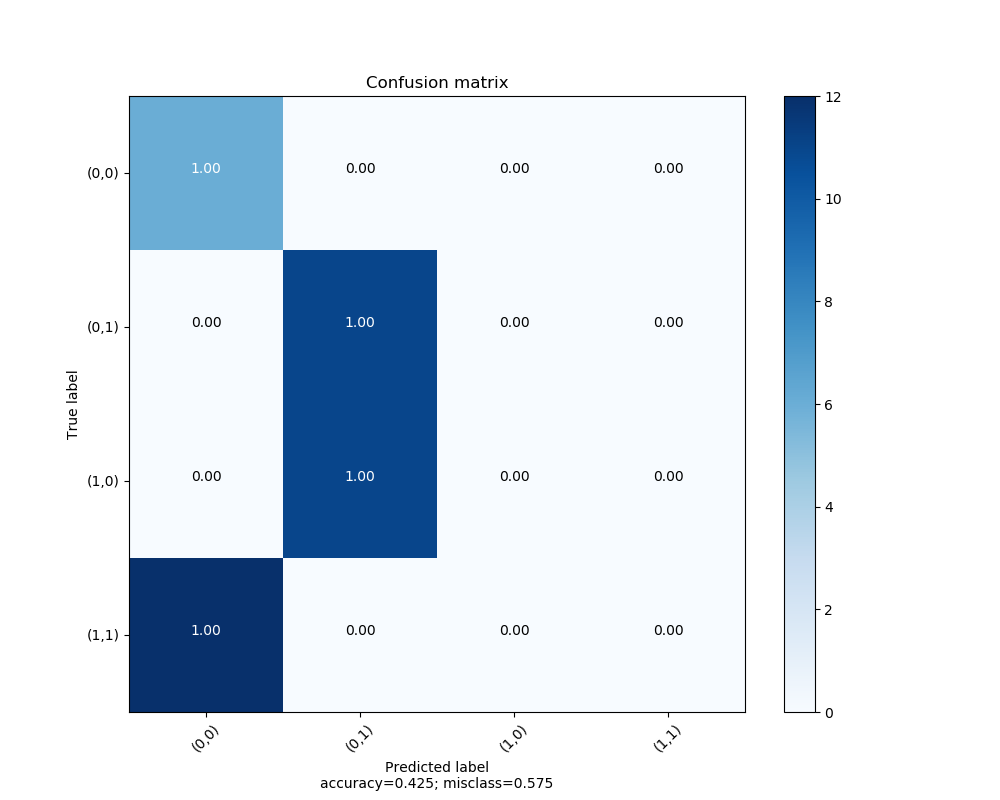 Confusion matrix
True label
(0,0) 1.00 0.00 0.00 0.00
(0,1) 0.00 1.00 0.00 0.00
(1,0) 0.00 1.00 0.00 0.00
(1,1) 1.00 0.00 0.00 0.00
(0,0) (0,1) (1,0) (1,1)
Predicted label
accuracy=0.425; misclass=0.575
12
10
8
6
4
2
0